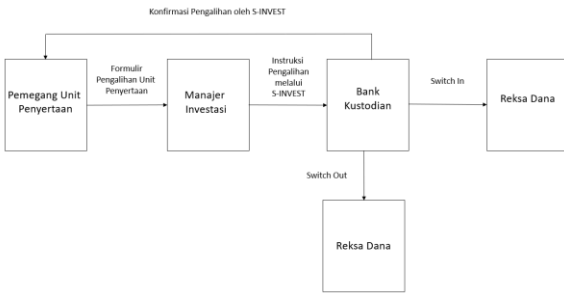 Konfirmasi Pengalihan oleh S-INVEST
Formulir
Pengalihan Unit
Penyertaan
Instruksi
Pengalihan
melalui
S-INVEST
Switch In
Pemegang Unit
Penyertaan
Manajer
Investasi
Bank
Kustodian
Reksa Dana
Switch Out
Reksa Dana